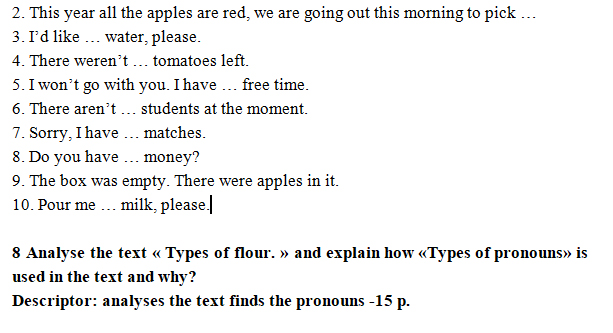 2. This year all the apples are red, we are going out this morning to pick …
3. I’d like … water, please.
4. There weren’t … tomatoes left.
5. I won’t go with you. I have … free time.
6. There aren’t … students at the moment.
7. Sorry, I have … matches.
8. Do you have … money?
9. The box was empty. There were apples in it.
10. Pour me … milk, please.
8 Analyse the text « Types of flour. » and explain how «Types of pronouns» is
used in the text and why?
Descriptor: analyses the text finds the pronouns -15 p.